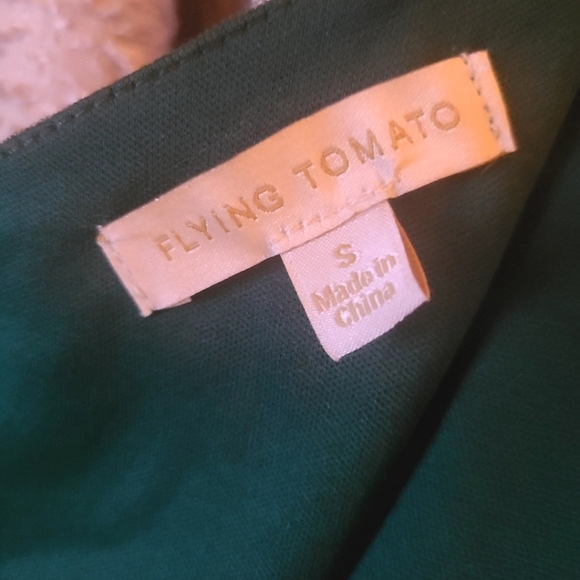 FLYING TOMATO
S
Made in
China